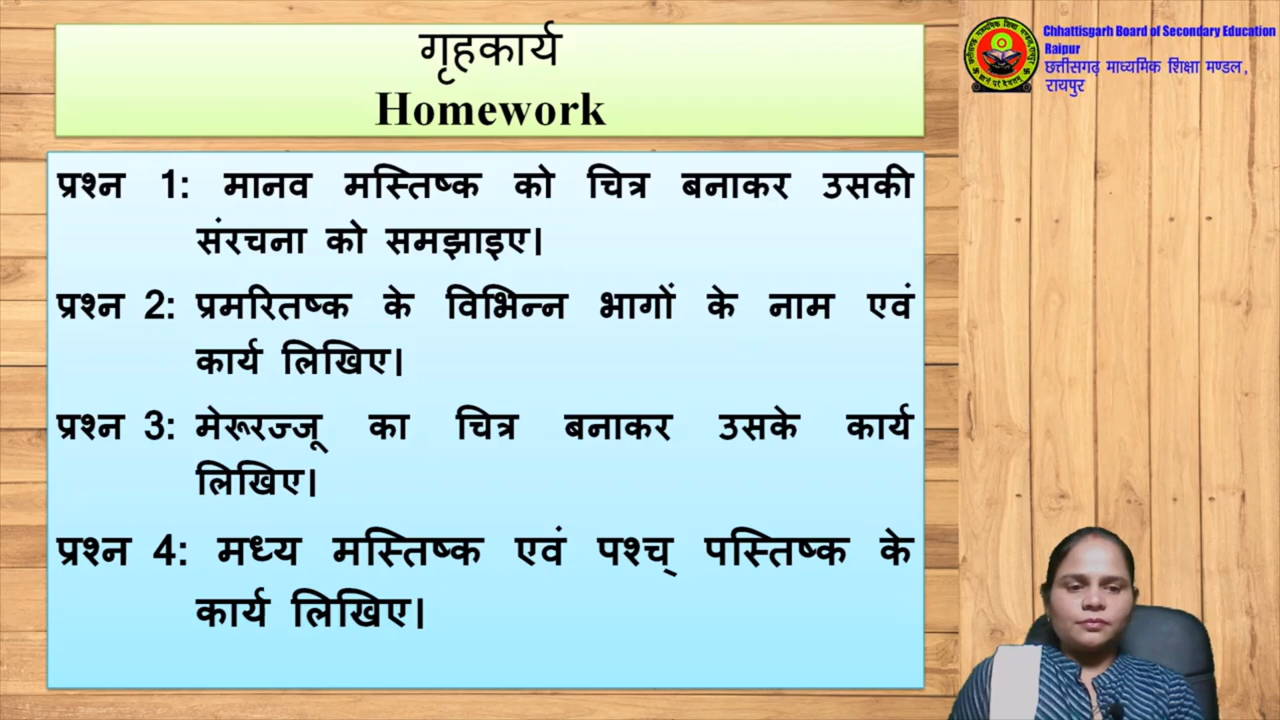 गृहकार्य
Homework
Chhattisgarh Board of Secondary Education
Raipur
छत्तीसगढ़ माध्यमिक शिक्षा मण्डल,
रायपुर
प्रश्न 1: मानव मस्तिष्क को चित्र बनाकर उसकी
संरचना को समझाइए।
प्रश्न 2: प्रमरितष्क के विभिन्न भागों के नाम एवं
कार्य लिखिए।
प्रश्न 3: मेरूरज्जू का चित्र बनाकर उसके कार्य
लिखिए।
प्रश्न 4: मध्य मस्तिष्क एवं पश्च् पस्तिष्क के
कार्य लिखिए।